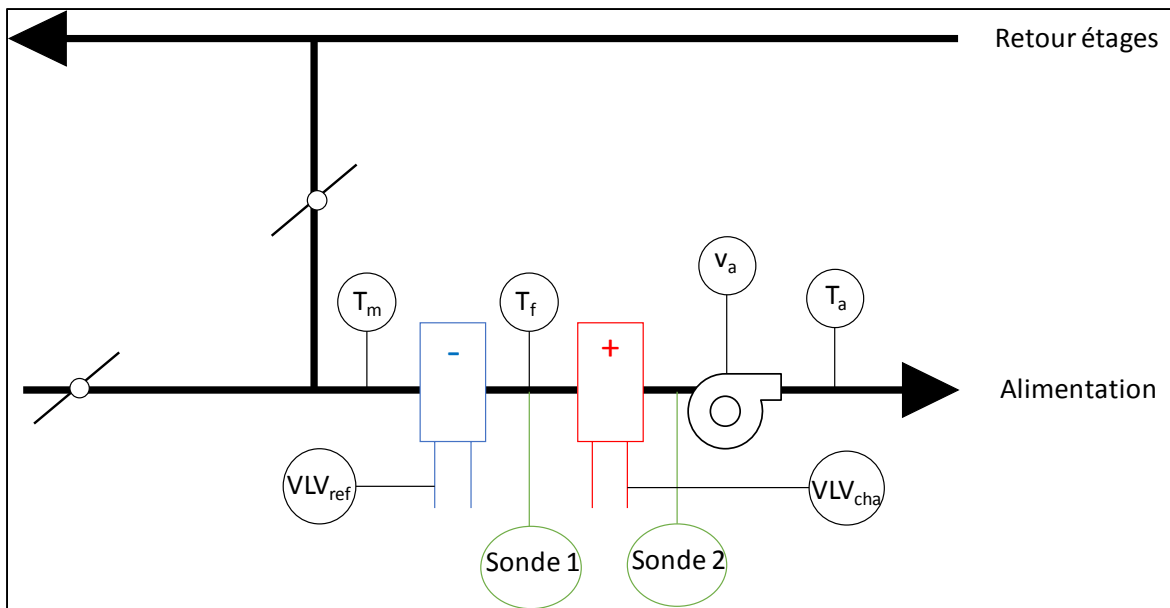 Retour étages
va
Tm
Tf
Ta
-
+
Alimentation
VLVref
VLVcha
Sonde 1
Sonde 2